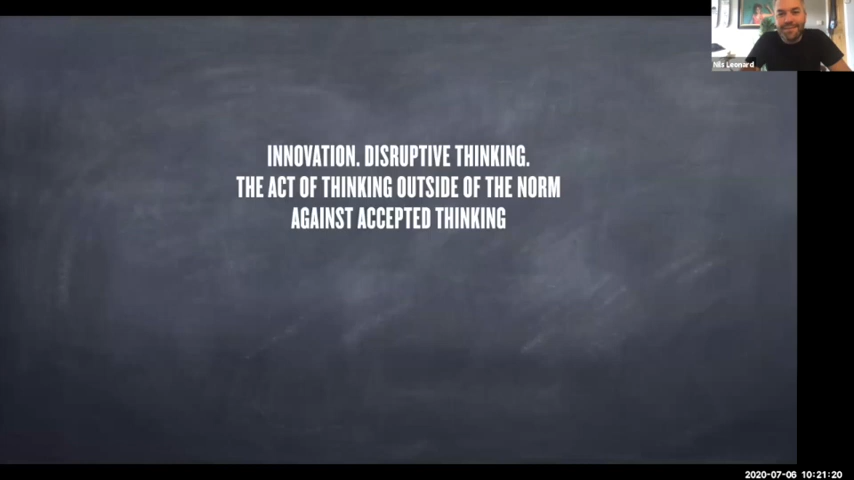 Nils Leonard
INNOVATION. DISRUPTIVE THINKING.
THE ACT OF THINKING OUTSIDE OF THE NORM
AGAINST ACCEPTED THINKING
2020-07-06 10:21:20